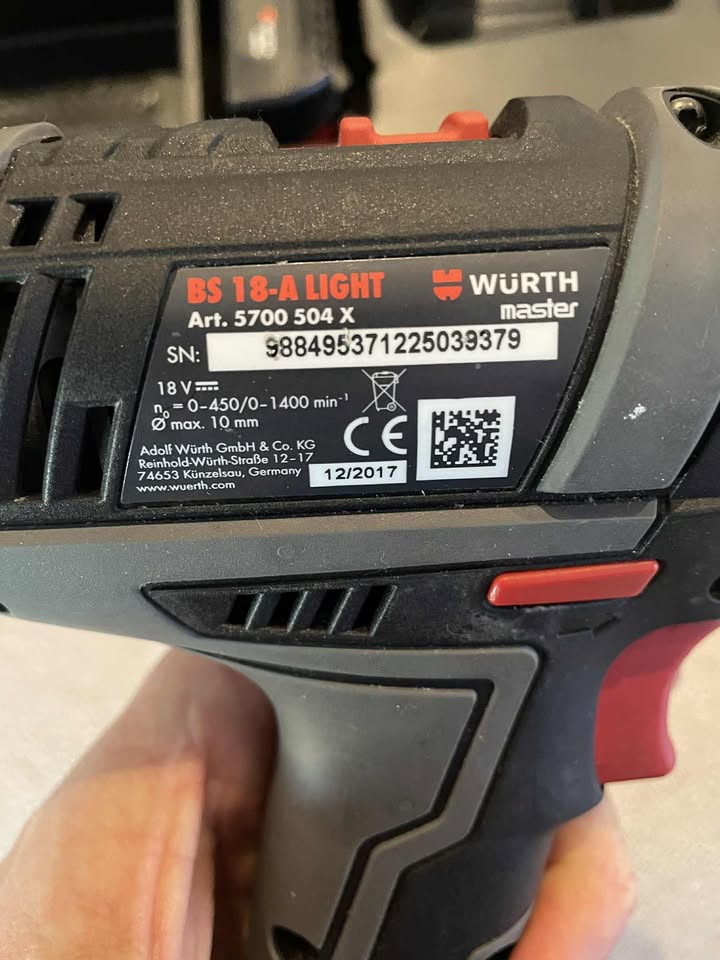 BS 18-A LIGHT
WÜRTH
master
Art. 5700 504 X
SN: 988495371225039379
18 V
n₀ = 0-450/0-1400 min⁻¹
Ø max. 10 mm
CE
Adolf Würth GmbH & Co. KG
Reinhold-Würth-Straße 12-17
74653 Künzelsau, Germany
www.wuerth.com
12/2017